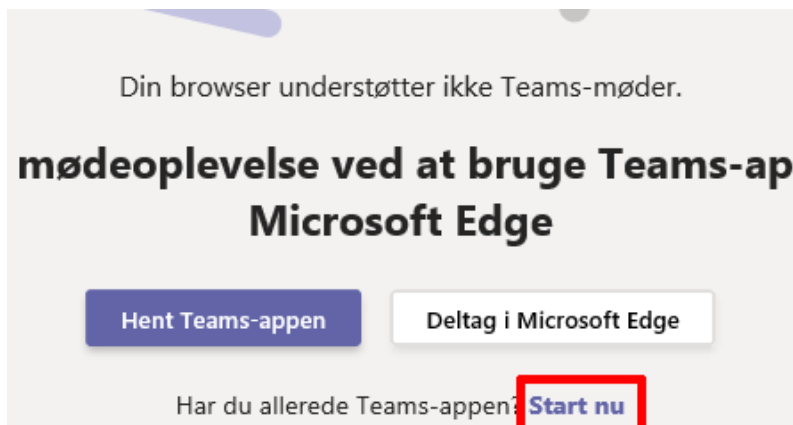 Din browser understøtter ikke Teams-møder.
mødeoplevelse ved at bruge Teams-ap
Microsoft Edge
Hent Teams-appen
Deltag i Microsoft Edge
Har du allerede Teams-appen? Start nu